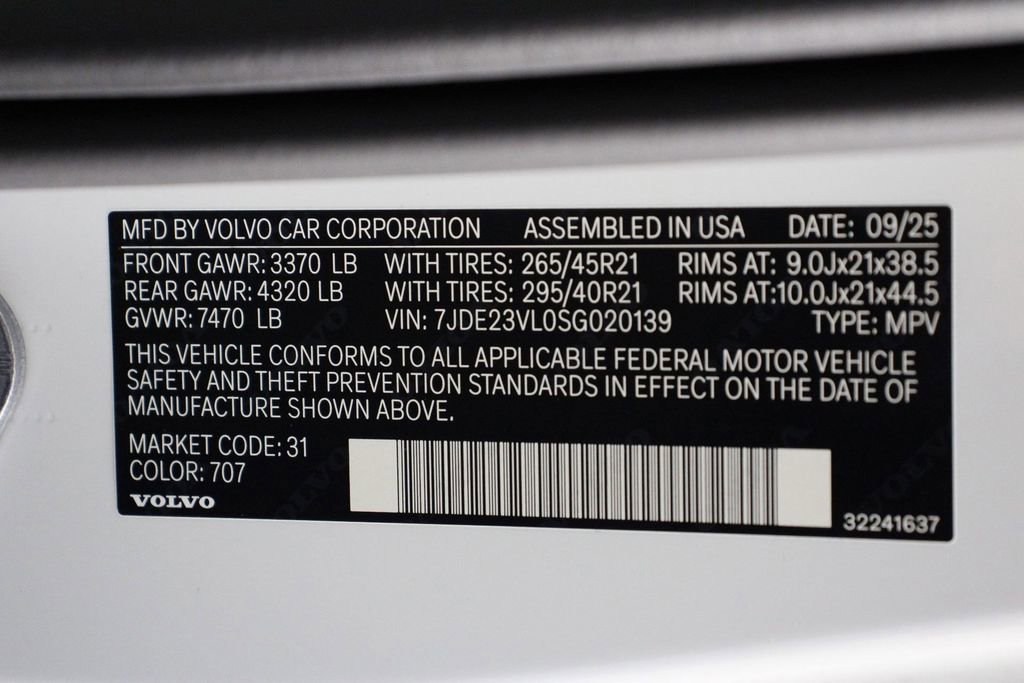 MFD BY VOLVO CAR CORPORATION ASSEMBLED IN USA DATE: 09/25
FRONT GAWR: 3370 LB WITH TIRES: 265/45R21 RIMS AT: 9.0Jx21x38.5
REAR GAWR: 4320 LB WITH TIRES: 295/40R21 RIMS AT:10.0Jx21x44.5
GVWR: 7470 LB VIN: 7JDE23VL0SG020139 TYPE: MPV
THIS VEHICLE CONFORMS TO ALL APPLICABLE FEDERAL MOTOR VEHICLE
SAFETY AND THEFT PREVENTION STANDARDS IN EFFECT ON THE DATE OF
MANUFACTURE SHOWN ABOVE.
MARKET CODE: 31
COLOR: 707
VOLVO
32241637